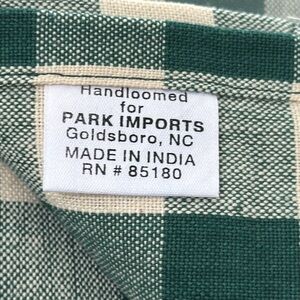 Handloomed
for
PARK IMPORTS
Goldsboro, NC
MADE IN INDIA
RN # 85180